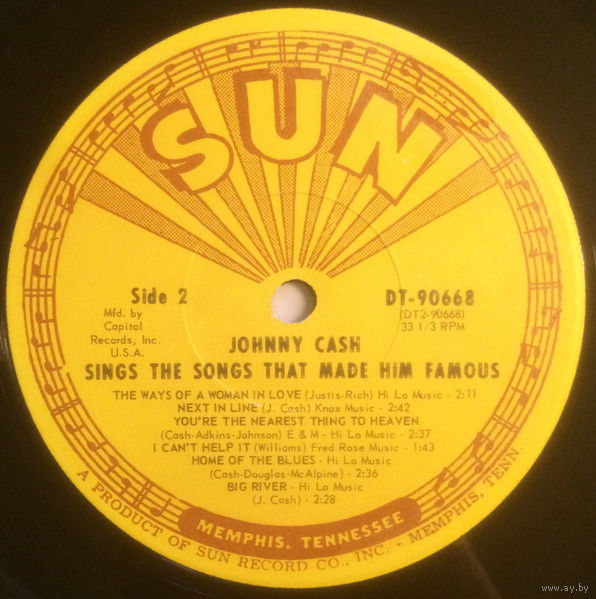 SUN
Side 2
Mfd. by
Capitol
Records, Inc.
U.S.A.
DT-90668
(DT2-90668)
33 1/3 RPM
JOHNNY CASH
SINGS THE SONGS THAT MADE HIM FAMOUS
THE WAYS OF A WOMAN IN LOVE (Justis-Rich) Hi Lo Music - 2:11
NEXT IN LINE (J. Cash) Knox Music - 2:42
YOU'RE THE NEAREST THING TO HEAVEN
(Cash-Adkins-Johnson) E & M - Hi Lo Music - 2:37
I CAN'T HELP IT (Williams) Fred Rose Music - 1:43
HOME OF THE BLUES - Hi Lo Music
(Cash-Douglas-McAlpine) - 2:36
BIG RIVER - Hi Lo Music
(J. Cash) - 2:28
MEMPHIS, TENNESSEE
A PRODUCT OF SUN RECORD CO., INC. - MEMPHIS, TENN.
www.ay.by